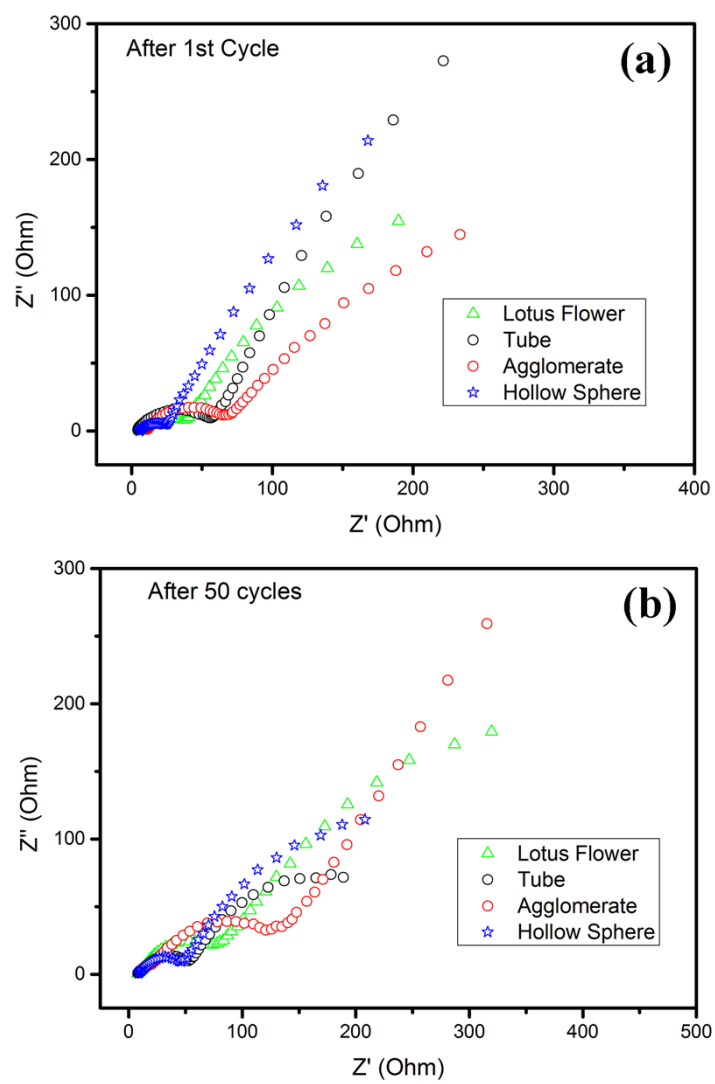 After 1st Cycle
(a)
300
200
100
0
Z" (Ohm)
Lotus Flower
Tube
Agglomerate
Hollow Sphere
0 100 200 300 400
Z' (Ohm)
After 50 cycles
(b)
300
200
100
0
Z" (Ohm)
Lotus Flower
Tube
Agglomerate
Hollow Sphere
0 100 200 300 400 500
Z' (Ohm)